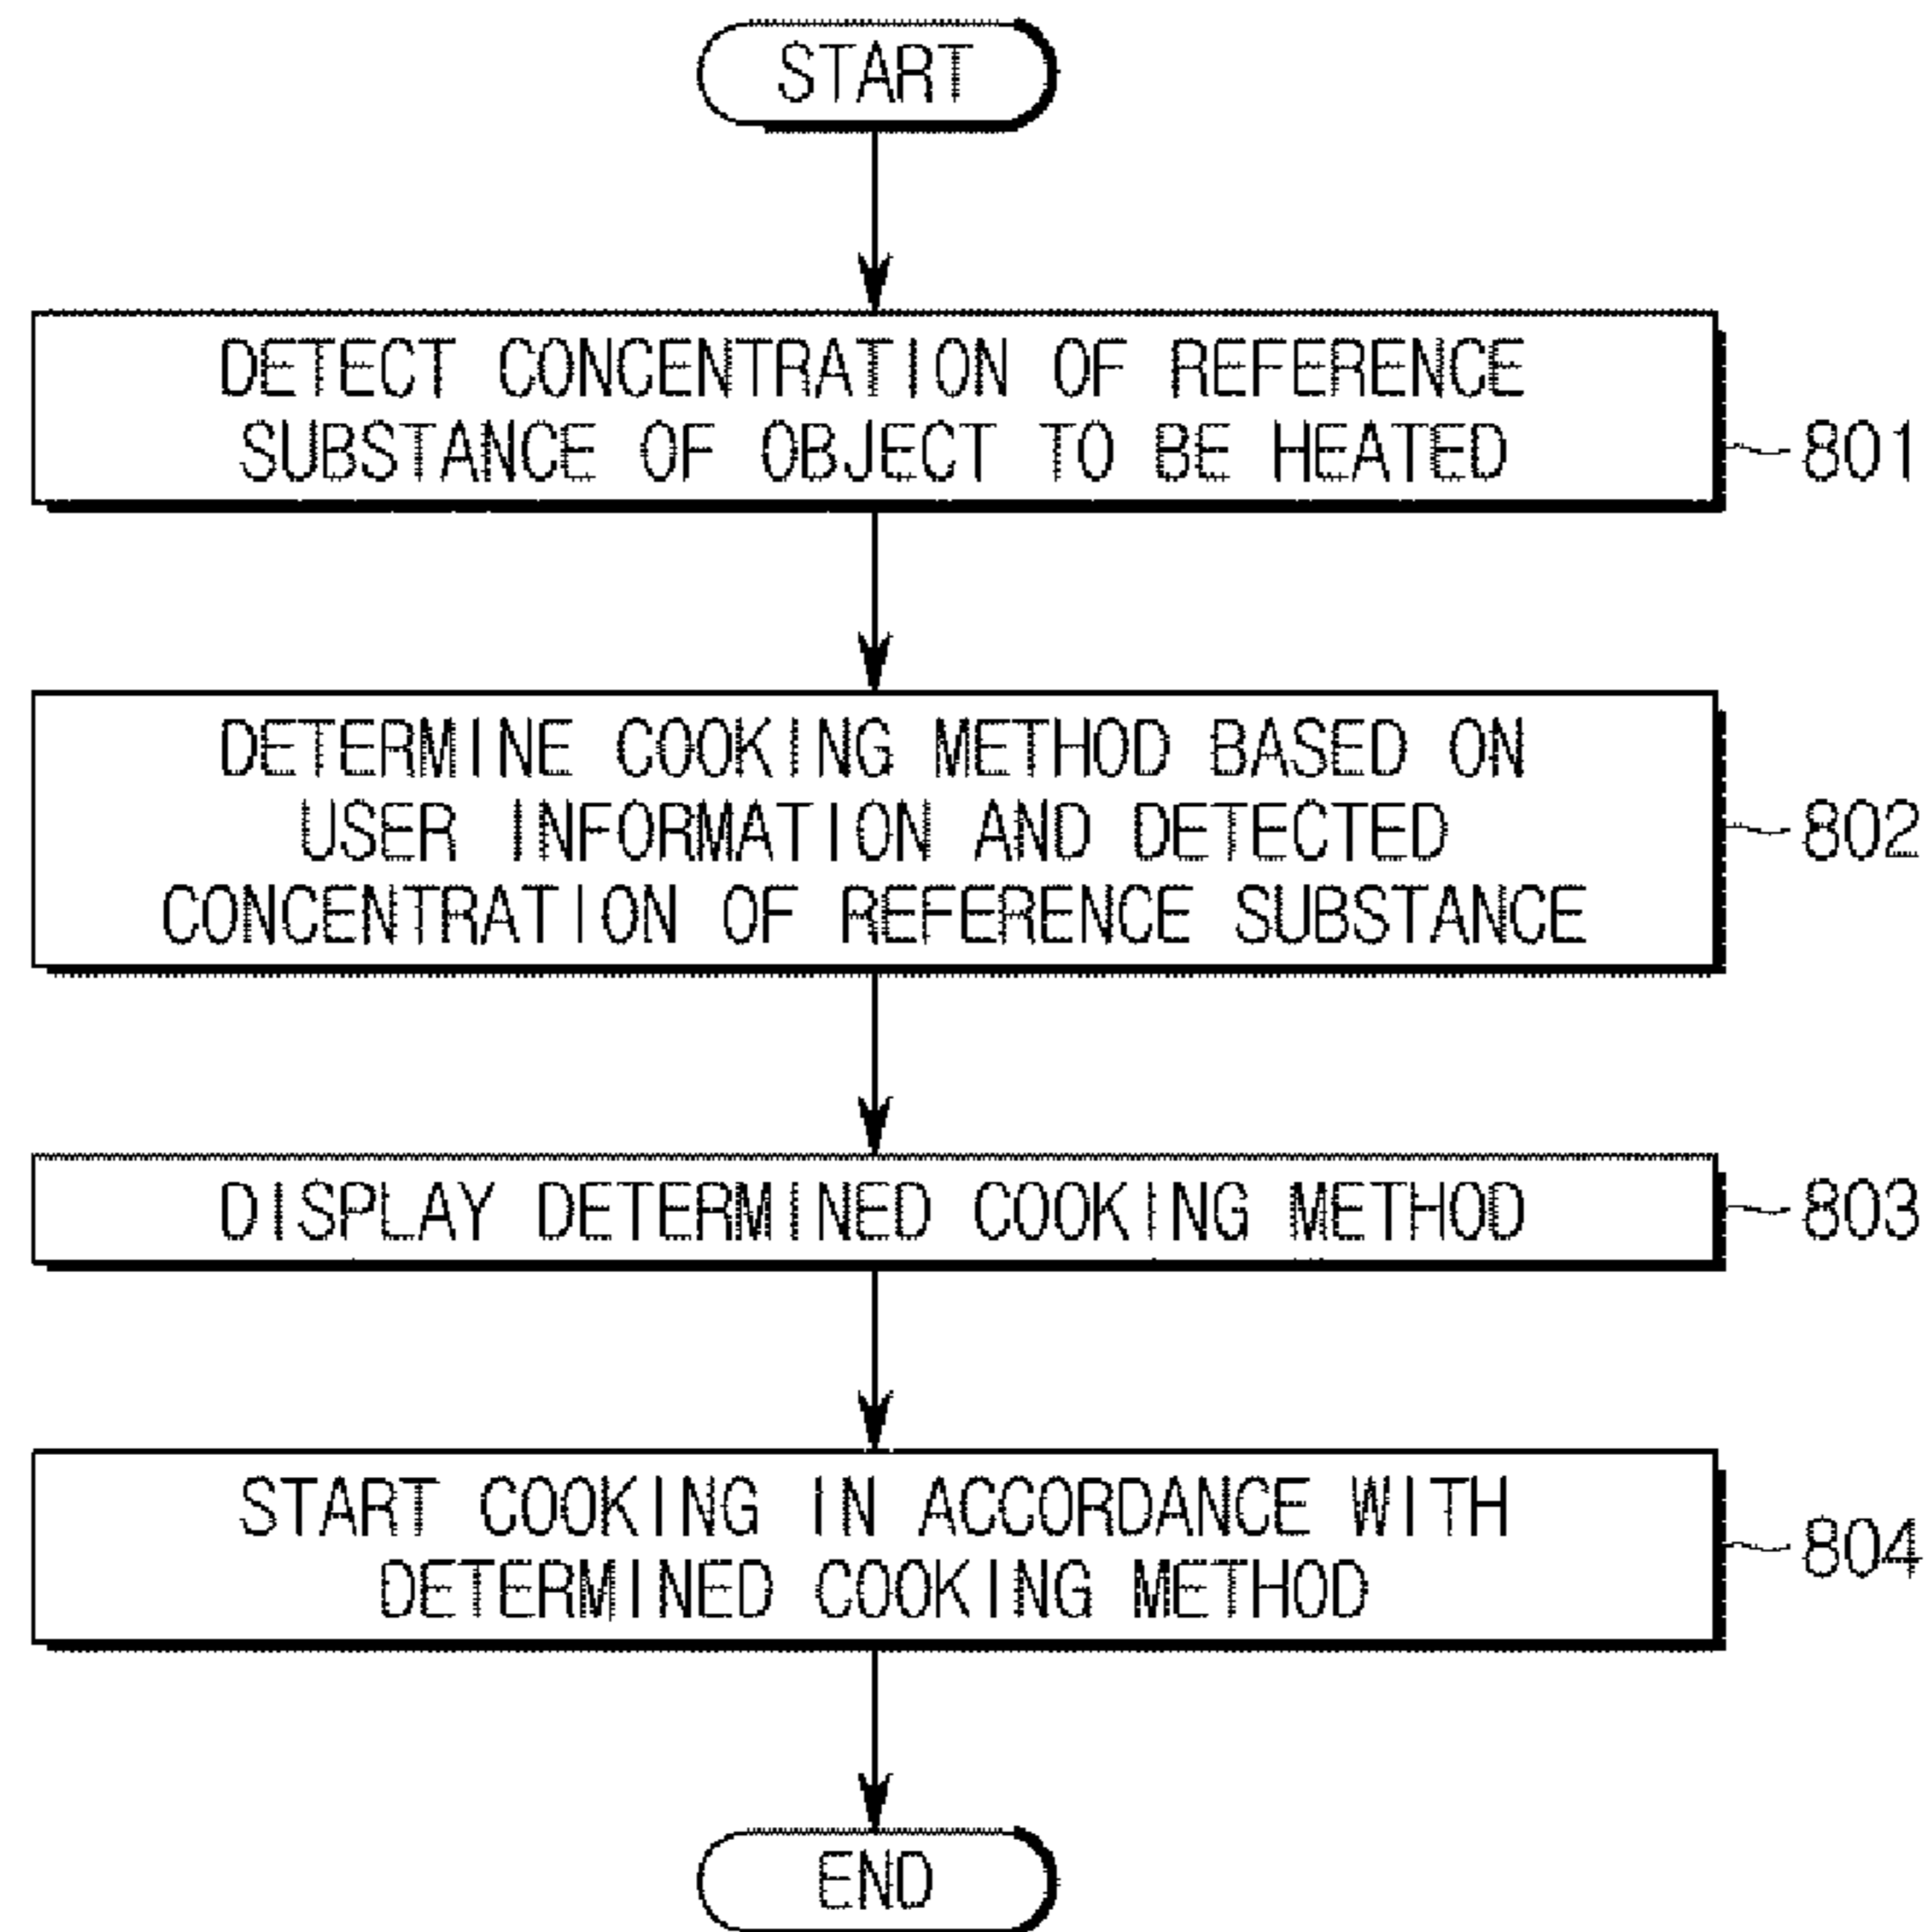 START
DETECT CONCENTRATION OF REFERENCE
SUBSTANCE OF OBJECT TO BE HEATED
801
DETERMINE COOKING METHOD BASED ON
USER INFORMATION AND DETECTED
CONCENTRATION OF REFERENCE SUBSTANCE
802
DISPLAY DETERMINED COOKING METHOD
803
START COOKING IN ACCORDANCE WITH
DETERMINED COOKING METHOD
804
END